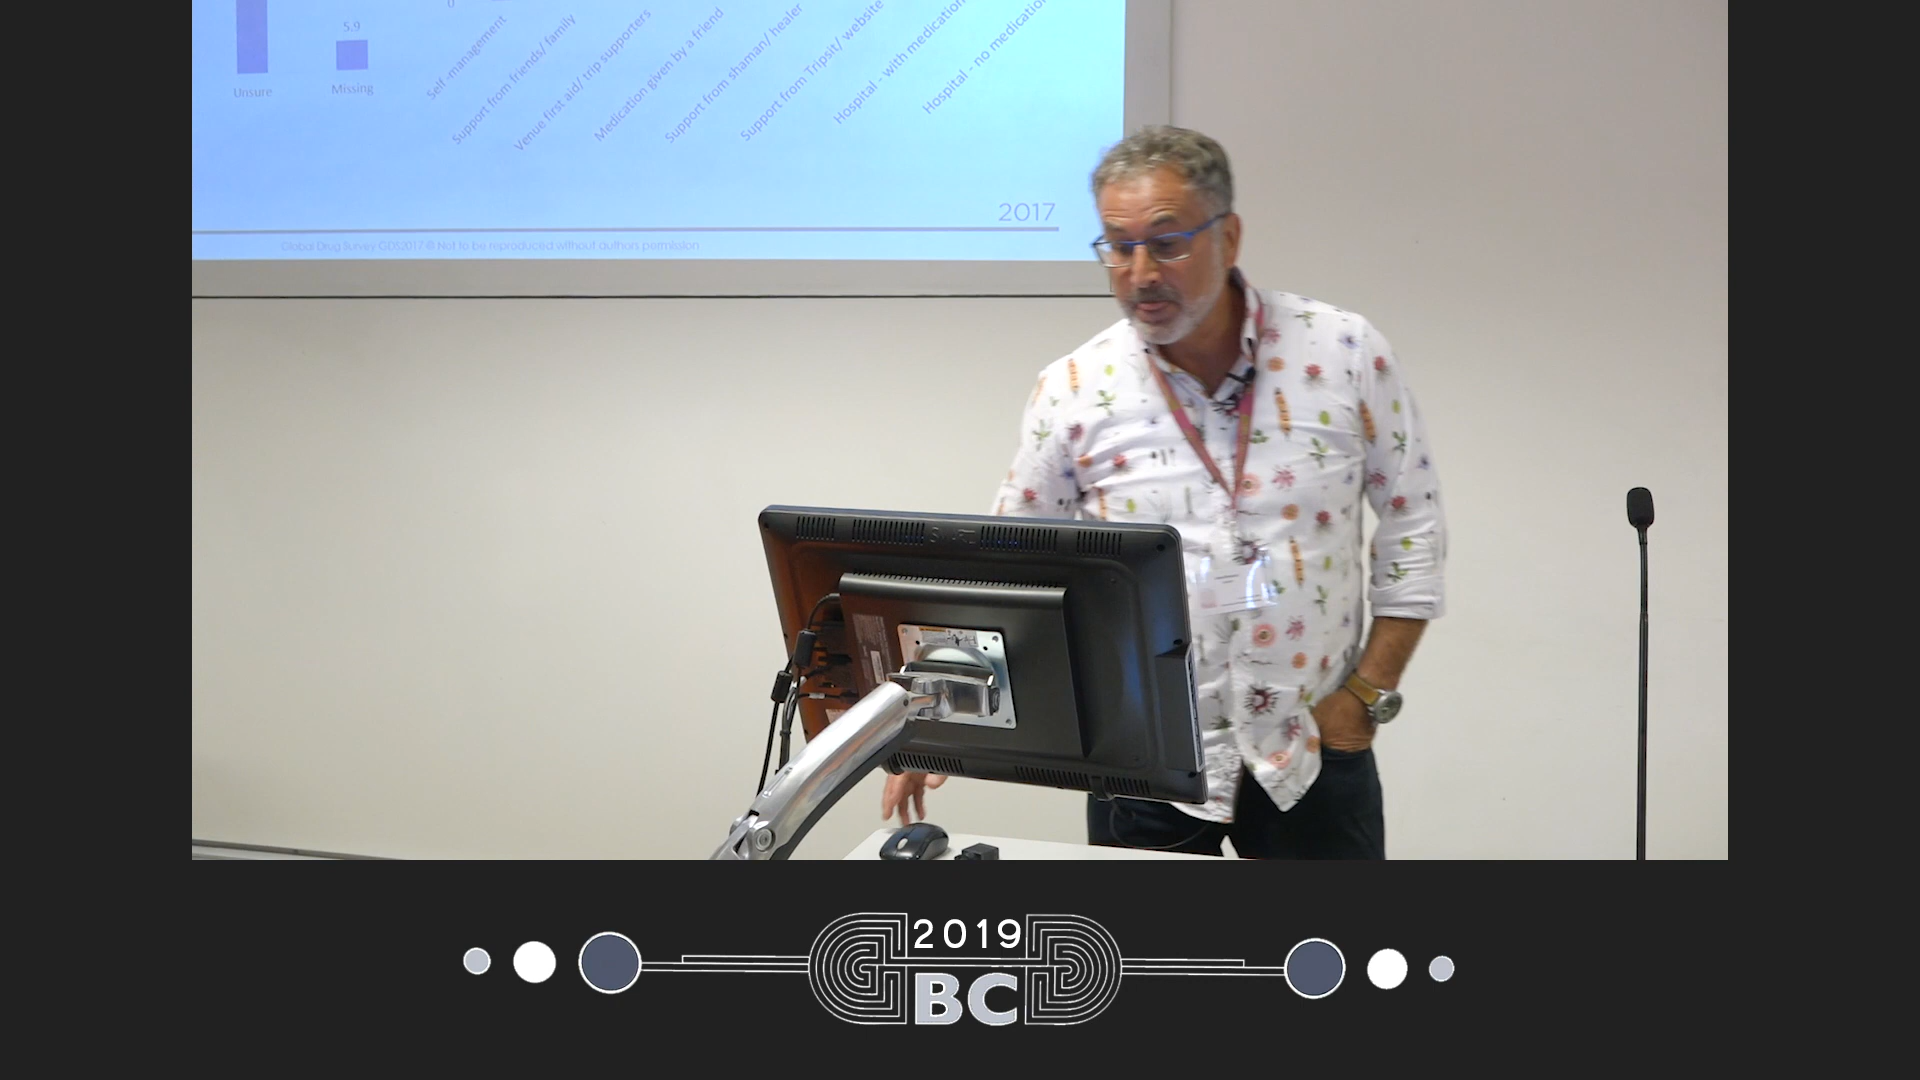 5.9
0
Unsure
Missing
Self -management
Support from friends/ family
Venue first aid/ trip supporters
Medication given by a friend
Support from shaman/ healer
Support from Tripsit/ website
Hospital - with medication
Hospital - no medication
2017
Global Drug Survey GDS2017 © Not to be reproduced without authors permission
SMART
2019
BC